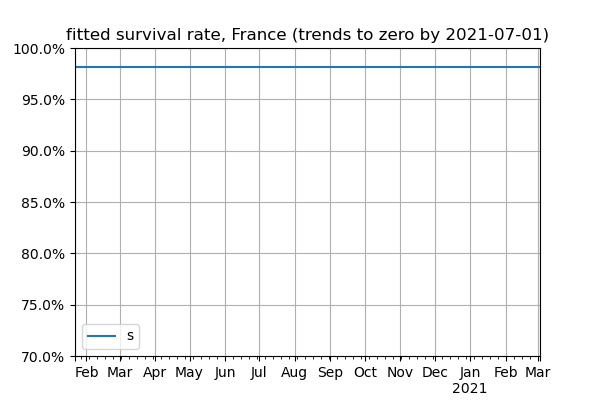 fitted survival rate, France (trends to zero by 2021-07-01)
100.0%
95.0%
90.0%
85.0%
80.0%
75.0%
70.0%
s
Feb Mar Apr May Jun Jul Aug Sep Oct Nov Dec Jan Feb Mar
2021